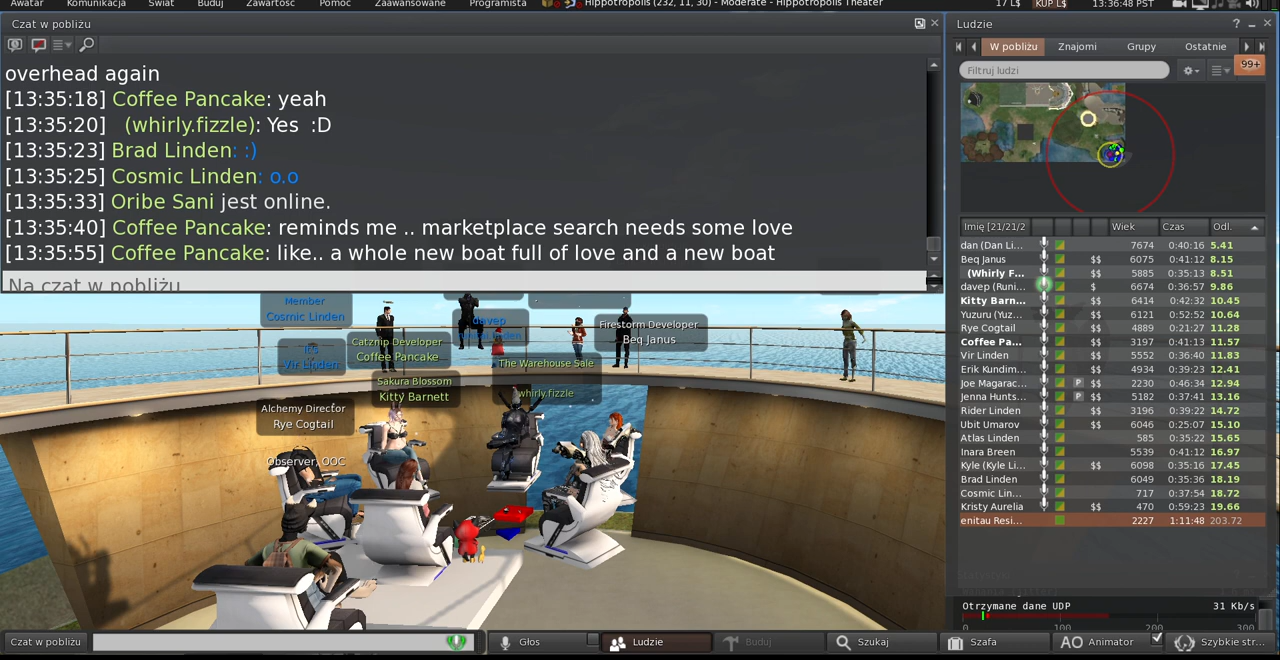 Awatar Komunikacja Świat Buduj Zawartość Pomoc Zaawansowane Programista Hippotropolis (232, 11, 30) - Moderate - Hippotropolis Theater 17 L$ KUP L$ 13:36:48 PST
Czat w pobliżu
overhead again
[13:35:18] Coffee Pancake: yeah
[13:35:20] (whirly.fizzle): Yes :D
[13:35:23] Brad Linden: :)
[13:35:25] Cosmic Linden: o.o
[13:35:33] Oribe Sani jest online.
[13:35:40] Coffee Pancake: reminds me .. marketplace search needs some love
[13:35:55] Coffee Pancake: like.. a whole new boat full of love and a new boat
Na czat w pobliżu
Member
Cosmic Linden
Vir Linden
Catznip Developer
Coffee Pancake
davep
Firestorm Developer
Beq Janus
The Warehouse Sale
whirly.fizzle
Sakura Blossom
Kitty Barnett
Alchemy Director
Rye Cogtail
Observer, OOC
Ludzie
W pobliżu Znajomi Grupy Ostatnie
99+
Filtruj ludzi
Imię [21/21/2 Wiek Czas Odl.
dan (Dan Li... 7674 0:40:16 5.41
Beq Janus $$ 6075 0:41:12 8.15
(Whirly F... $$ 5885 0:35:13 8.51
davep (Runi... $ 6674 0:36:57 9.86
Kitty Barn... $$ 6414 0:42:32 10.45
Yuzuru (Yuz... $$ 6121 0:52:52 10.64
Rye Cogtail $$ 4889 0:21:27 11.28
Coffee Pa... $$ 3197 0:41:13 11.57
Vir Linden $$ 5552 0:36:40 11.83
Erik Kundim... $$ 4934 0:39:23 12.41
Joe Magarac... P $$ 2230 0:46:34 12.94
Jenna Hunts... P $$ 5182 0:37:41 13.16
Rider Linden $$ 3196 0:39:22 14.72
Ubit Umarov $$ 6046 0:25:07 15.10
Atlas Linden 585 0:35:22 15.65
Inara Breen 5539 0:41:12 16.97
Kyle (Kyle Li... $$ 6098 0:35:16 17.45
Brad Linden 6049 0:35:36 18.19
Cosmic Lin... 717 0:37:54 18.72
Kristy Aurelia $$ 470 0:59:23 19.66
enitau Resi... 2227 1:11:48 203.72
Otrzymane dane UDP 31 Kb/s
0 100 200 300
Czat w pobliżu Głos Ludzie Buduj Szukaj Szafa AO Animator Szybkie str...